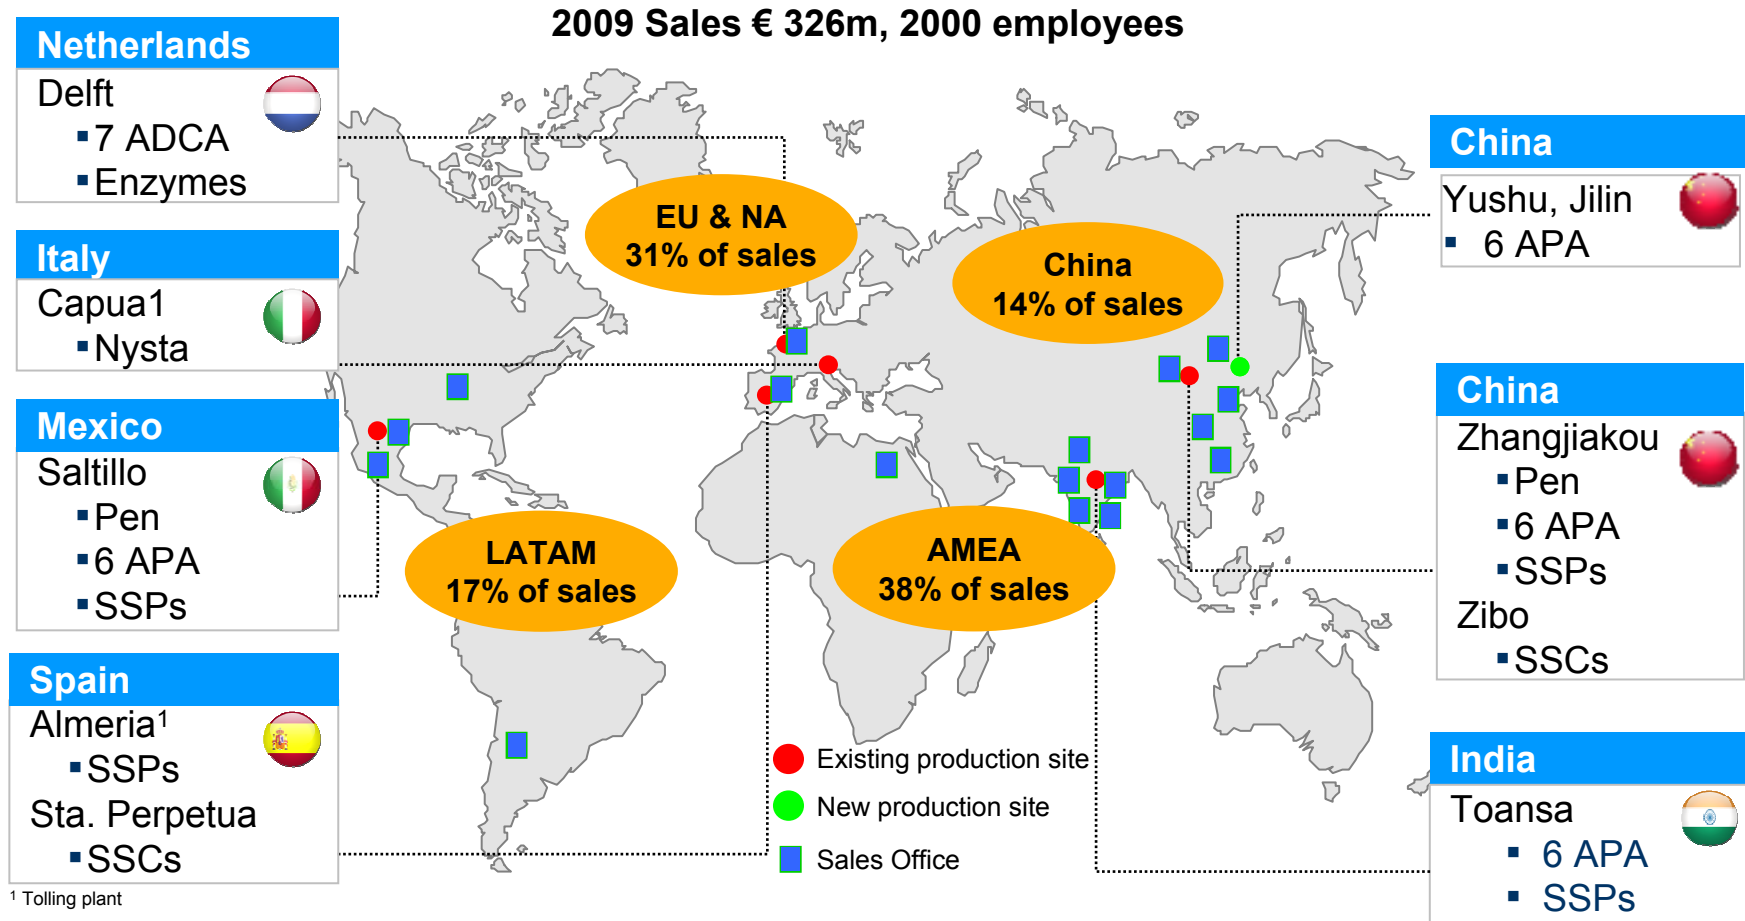 2009 Sales € 326m, 2000 employees
Netherlands
Delft
▪7 ADCA
▪Enzymes
Italy
Capua1
▪Nysta
Mexico
Saltillo
▪Pen
▪6 APA
▪SSPs
Spain
Almeria¹
▪SSPs
Sta. Perpetua
▪SSCs
¹ Tolling plant
EU & NA
31% of sales
China
14% of sales
LATAM
17% of sales
AMEA
38% of sales
Existing production site
New production site
Sales Office
China
Yushu, Jilin
▪ 6 APA
China
Zhangjiakou
▪Pen
▪6 APA
▪SSPs
Zibo
▪SSCs
India
Toansa
▪ 6 APA
▪ SSPs